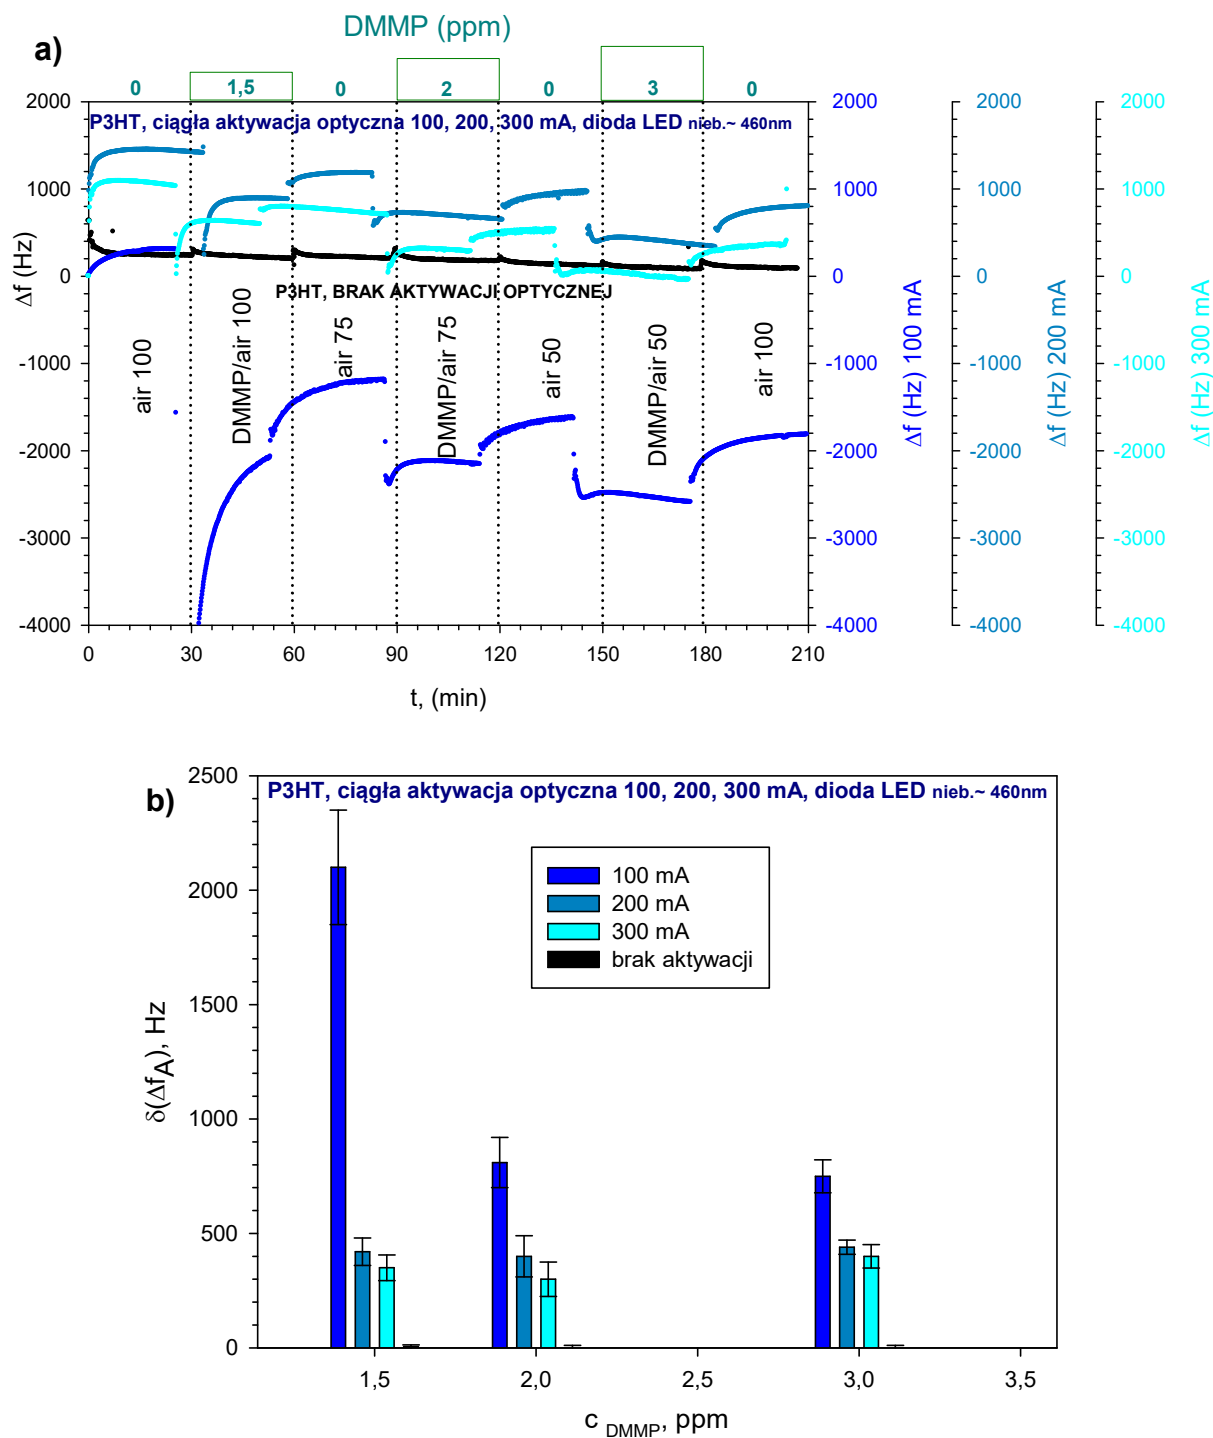 DMMP (ppm)
a)
0 1,5 0 2 0 3 0
P3HT, ciągła aktywacja optyczna 100, 200, 300 mA, dioda LED nieb.~ 460nm
2000 2000 2000 2000
1000 1000 1000 1000
0 0 0 0
-1000 -1000 -1000 -1000
-2000 -2000 -2000 -2000
-3000 -3000 -3000 -3000
-4000 -4000 -4000 -4000
Δf (Hz)
P3HT, BRAK AKTYWACJI OPTYCZNEJ
air 100
DMMP/air 100
air 75
DMMP/air 75
air 50
DMMP/air 50
air 100
Δf (Hz) 100 mA
Δf (Hz) 200 mA
Δf (Hz) 300 mA
0 30 60 90 120 150 180 210
t, (min)
b)
P3HT, ciągła aktywacja optyczna 100, 200, 300 mA, dioda LED nieb.~ 460nm
2500
2000
1500
1000
500
0
δ(ΔfA), Hz
100 mA
200 mA
300 mA
brak aktywacji
1,5 2,0 2,5 3,0 3,5
c DMMP, ppm